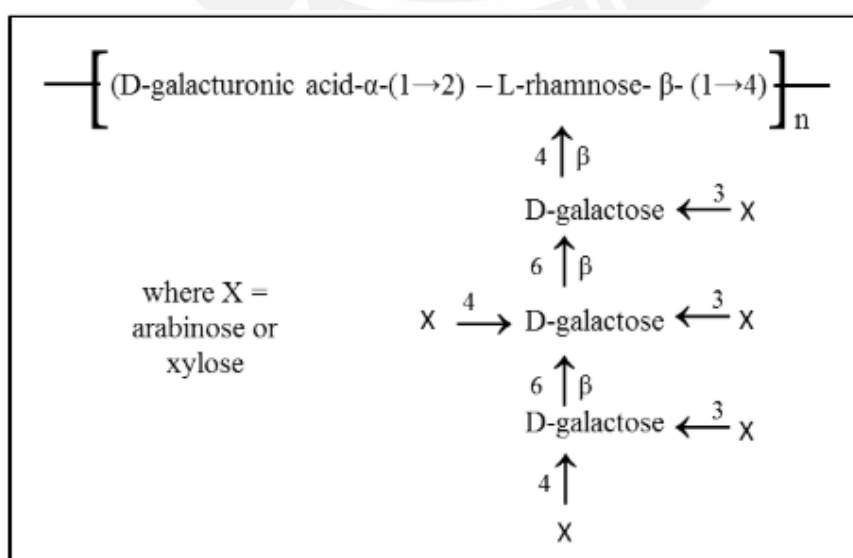 [(D-galacturonic acid-α-(1→2) – L-rhamnose- β- (1→4)]n
4 ↑ β
D-galactose ← 3 X
6 ↑ β
where X =
arabinose or
xylose
X 4 → D-galactose ← 3 X
6 ↑ β
D-galactose ← 3 X
4 ↑
X